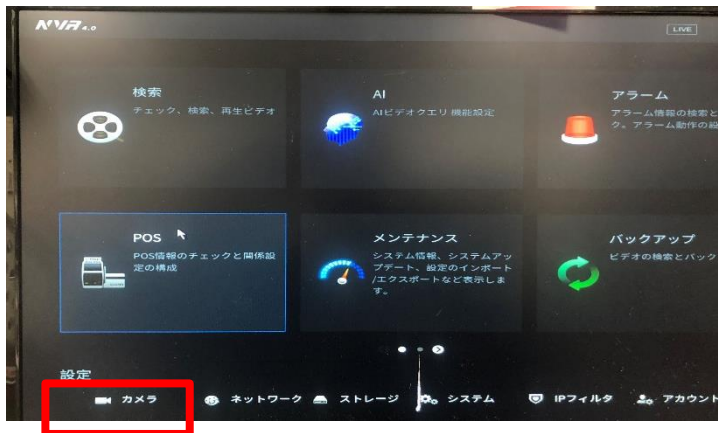 NVR 4.0
LIVE
検索
チェック、検索、再生ビデオ
AI
AIビデオクエリ機能設定
アラーム
アラーム情報の検索と
ク。アラーム動作の設
POS
POS情報のチェックと関係設
定の構成
メンテナンス
システム情報、システムアッ
プデート、設定のインポート
/エクスポートなど表示しま
す。
バックアップ
ビデオの検索とバック
設定
カメラ
ネットワーク
ストレージ
システム
IPフィルタ
アカウント